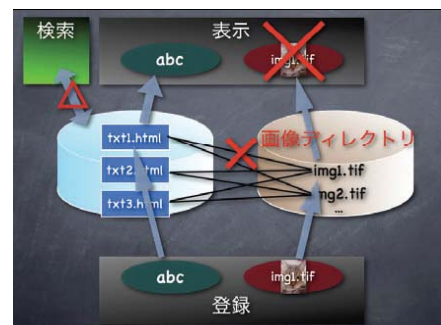 検索
表示
abc
img1.tif
画像ディレクトリ
txt1.html
txt2.html
txt3.html
img1.tif
img2.tif
...
abc
img1.tif
登録